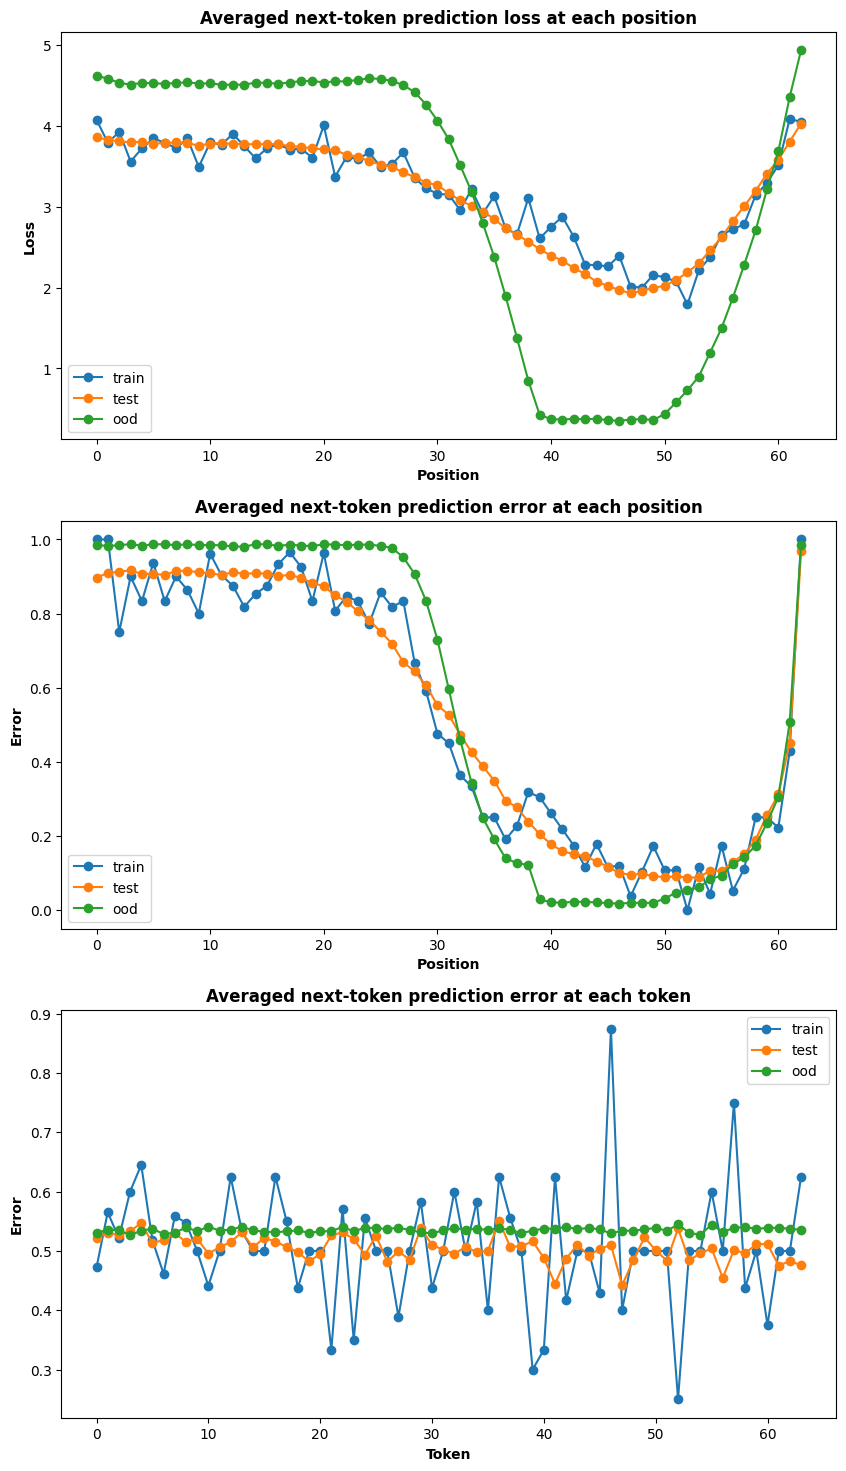 Averaged next-token prediction loss at each position
5
4
3
2
1
Loss
train
test
ood
0 10 20 30 40 50 60
Position
Averaged next-token prediction error at each position
1.0
0.8
0.6
0.4
0.2
0.0
Error
train
test
ood
0 10 20 30 40 50 60
Position
Averaged next-token prediction error at each token
0.9
0.8
0.7
0.6
0.5
0.4
0.3
Error
train
test
ood
0 10 20 30 40 50 60
Token